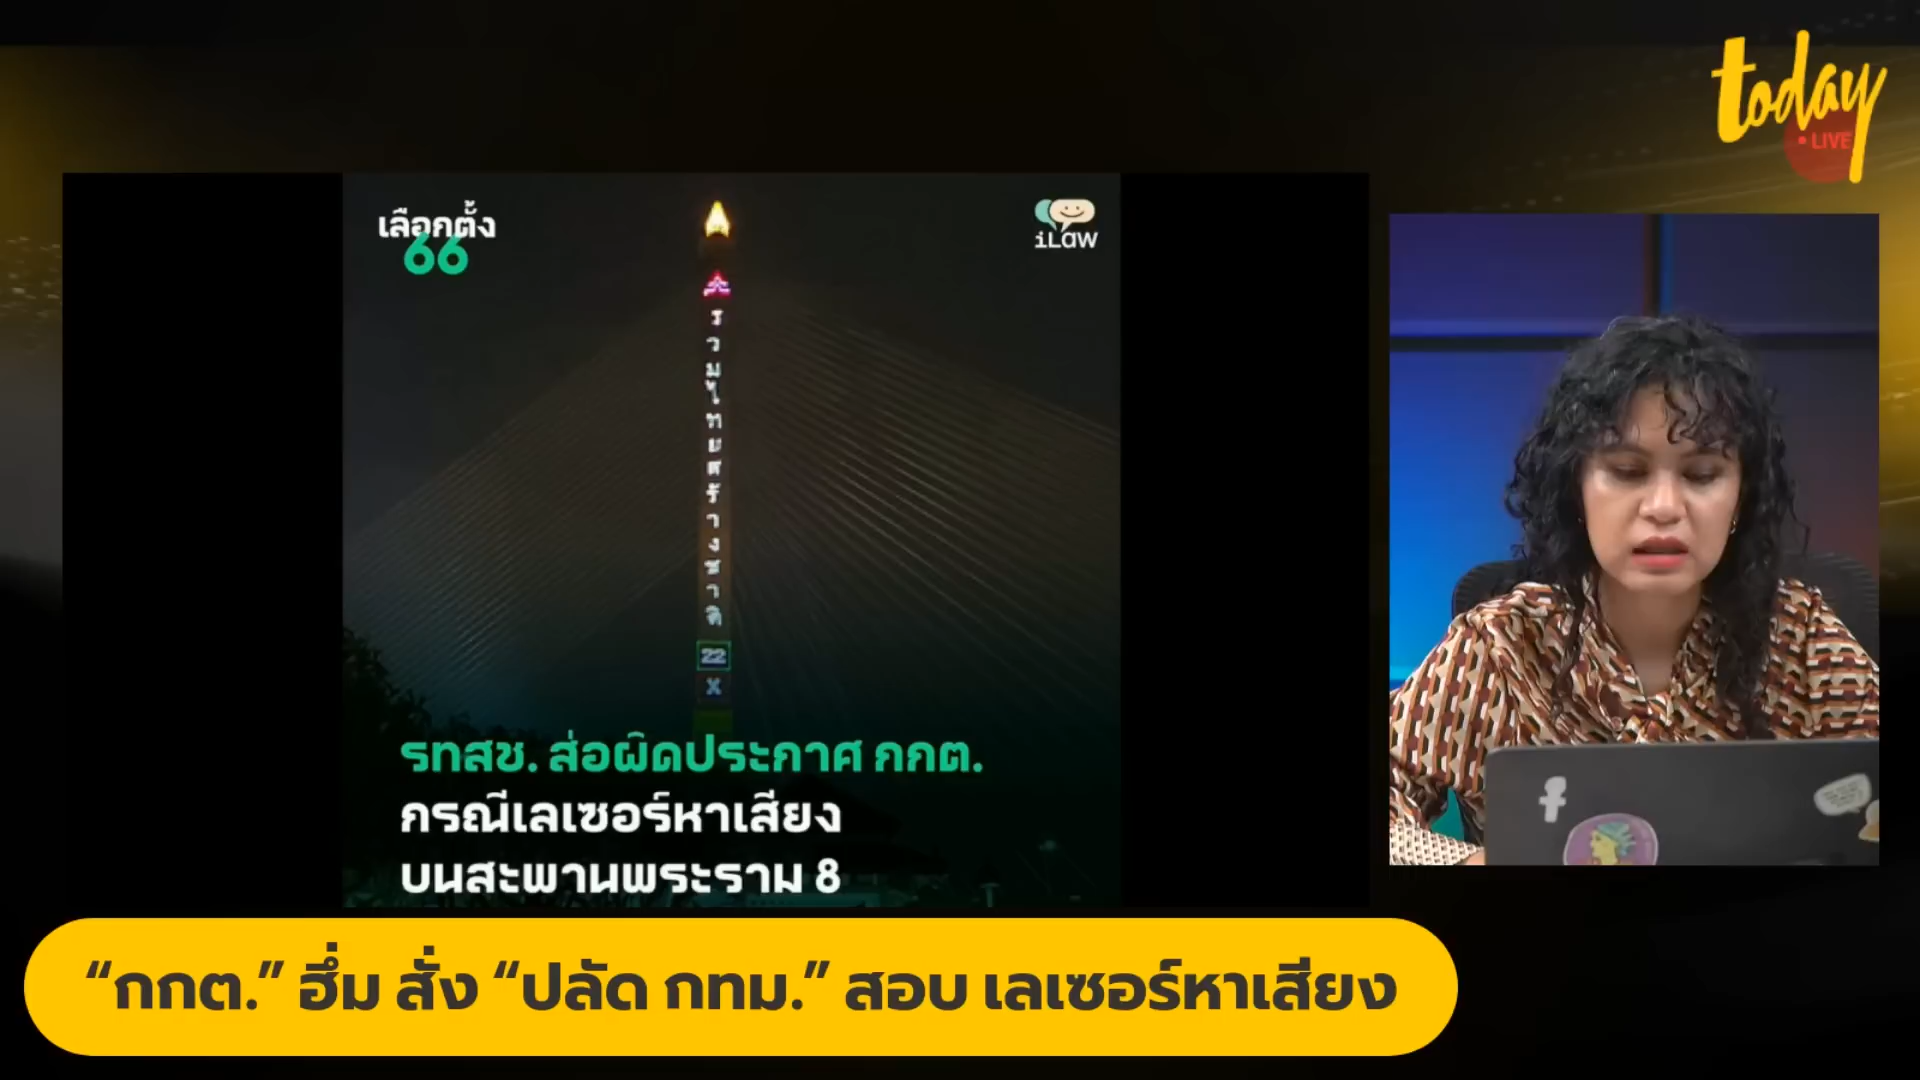 today
• LIVE
เลือกตั้ง
66
iLaw
รวมไทยสร้างชาติ
22
X
รทสช. ส่อผิดประกาศ กกต.
กรณีเลเซอร์หาเสียง
บนสะพานพระราม 8
f
“กกต.” ฮึ่ม สั่ง “ปลัด กทม.” สอบ เลเซอร์หาเสียง